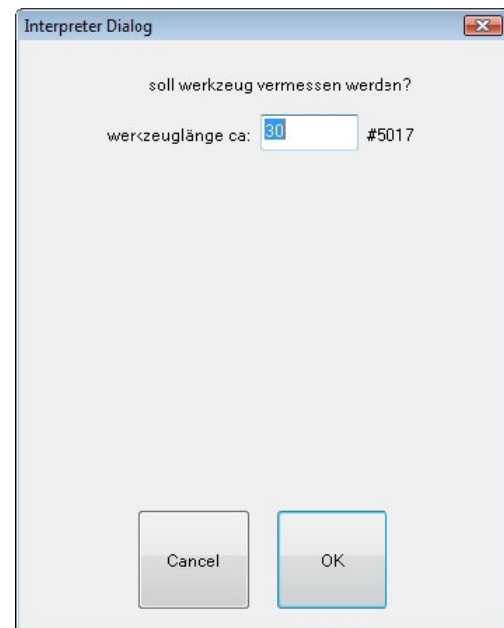 Interpreter Dialog
soll werkzeug vermessen werden?
werkzeuglänge ca: 30 #5017
Cancel OK